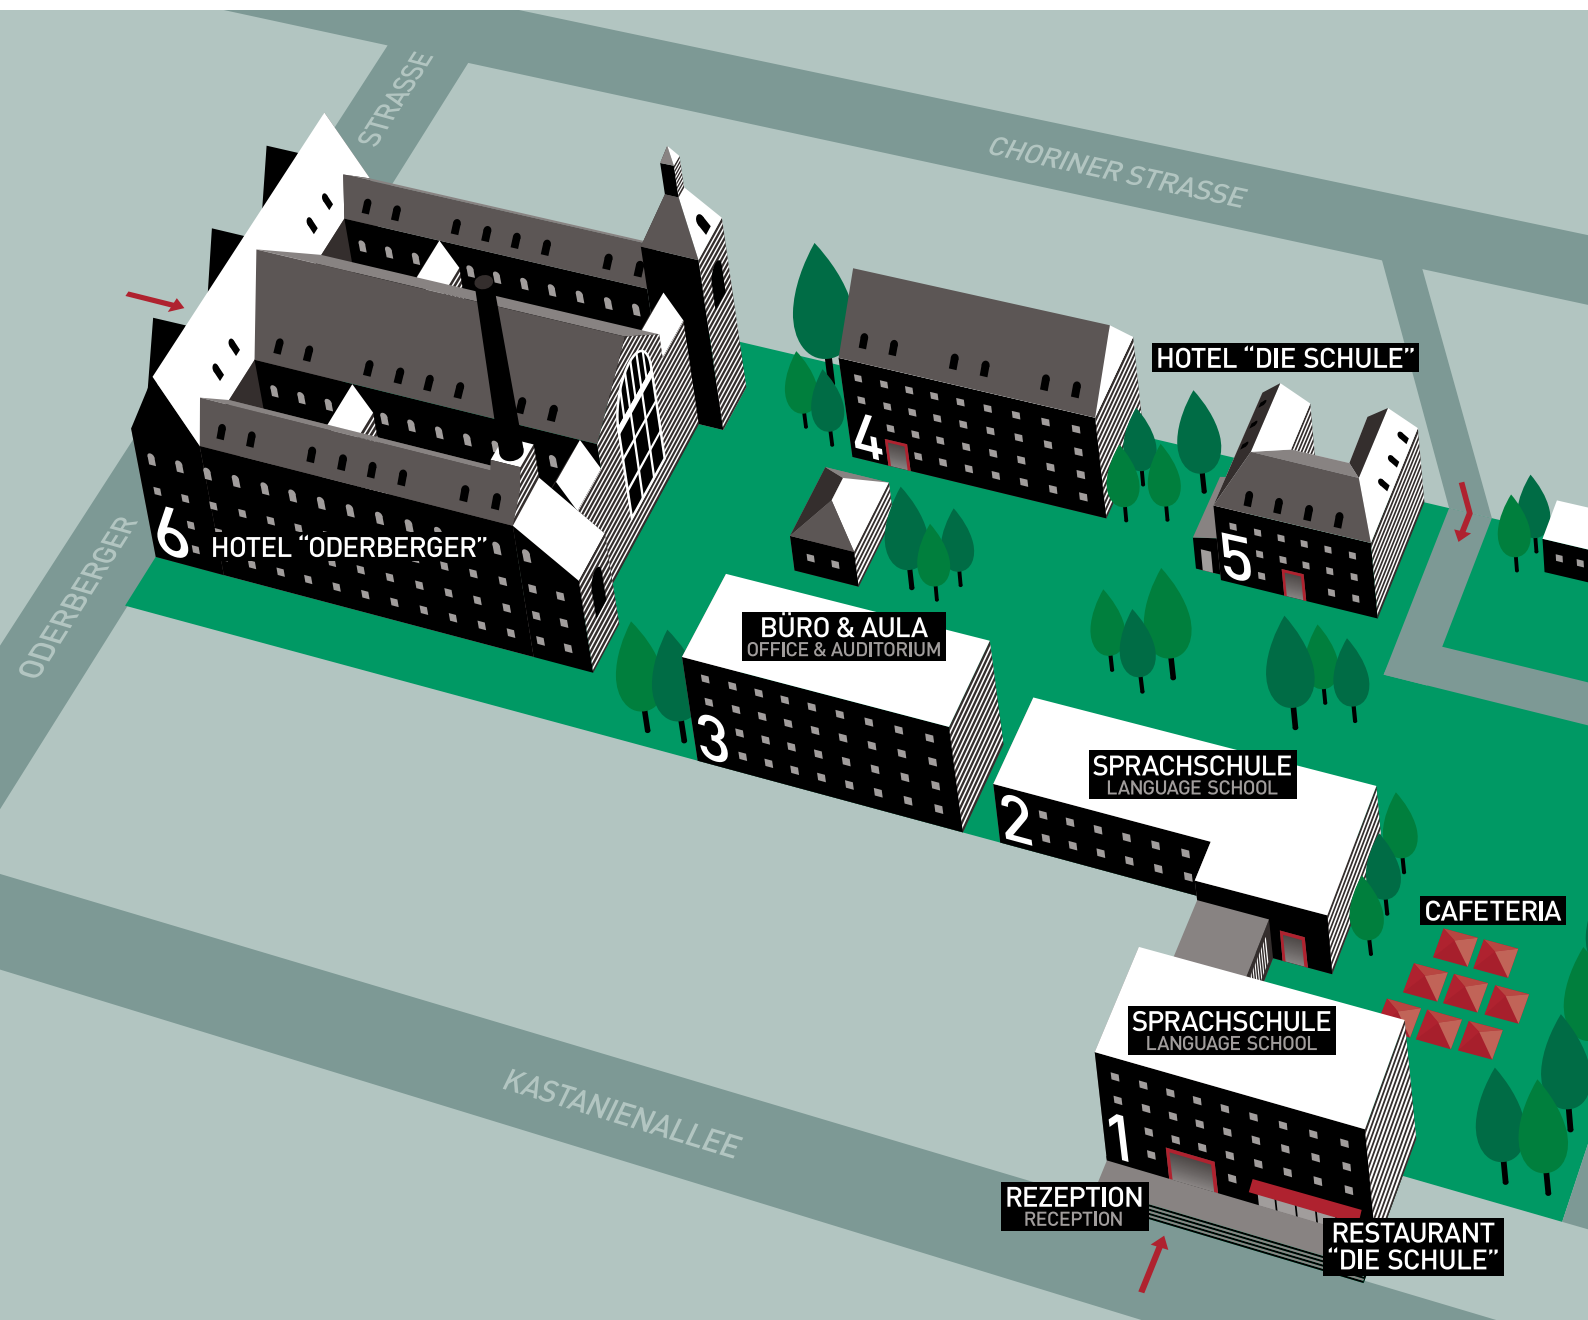 STRASSE
CHORINER STRASSE
HOTEL “DIE SCHULE”
4
5
6
HOTEL “ODERBERGER”
ODERBERGER
BÜRO & AULA
OFFICE & AUDITORIUM
3
SPRACHSCHULE
LANGUAGE SCHOOL
2
CAFETERIA
SPRACHSCHULE
LANGUAGE SCHOOL
1
KASTANIENALLEE
REZEPTION
RECEPTION
RESTAURANT
“DIE SCHULE”